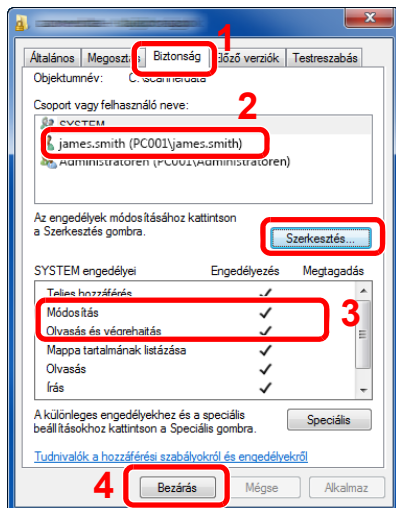 1
Általános Megosztás Biztonság Előző verziók Testreszabás
Objektumnév: C:\scannerdata
2
Csoport vagy felhasználó neve:
SYSTEM
james.smith (PC001\james.smith)
Administratoren (PC001\Administratoren)
Az engedélyek módosításához kattintson
a Szerkesztés gombra.
Szerkesztés...
SYSTEM engedélyei Engedélyezés Megtagadás
Teljes hozzáférés
Módosítás
3
Olvasás és végrehajtás
Mappa tartalmának listázása
Olvasás
Írás
A különleges engedélyekhez és a speciális
beállításokhoz kattintson a Speciális gombra.
Speciális
Tudnivalók a hozzáférési szabályokról és engedélyekről
4
Bezárás Mégse Alkalmaz